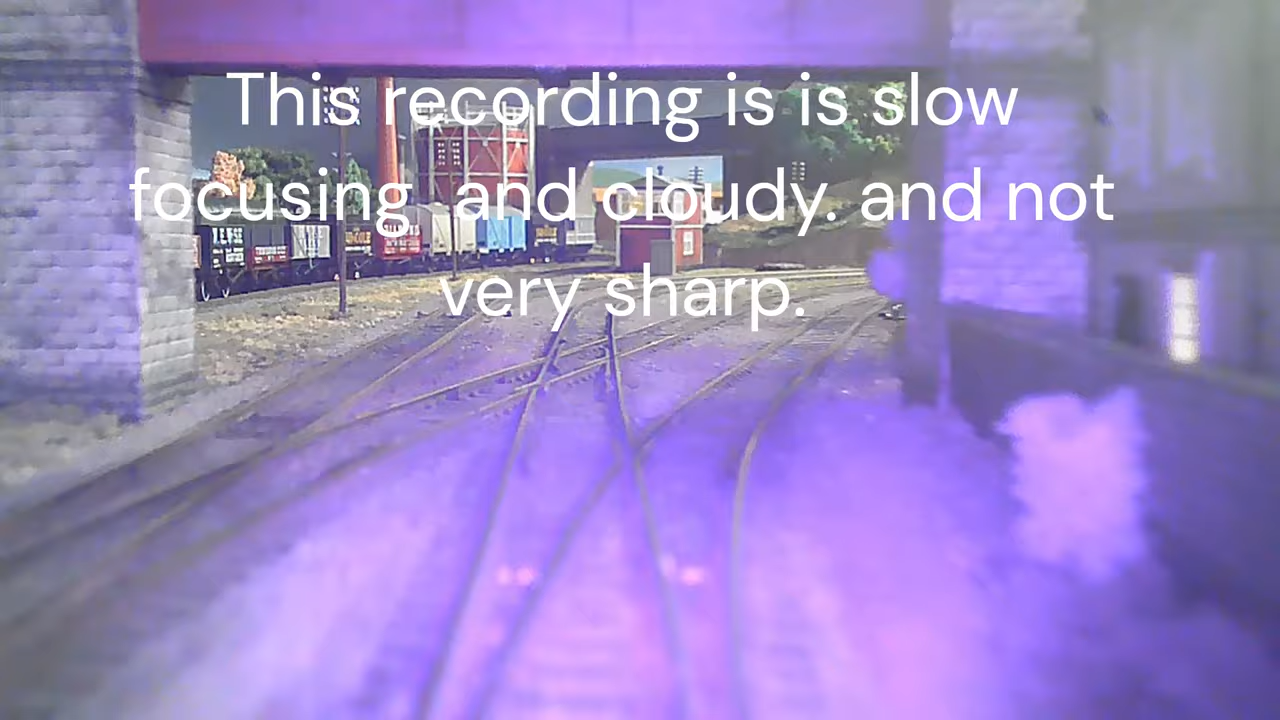 This recording is is slow
focusing, and cloudy. and not
very sharp.